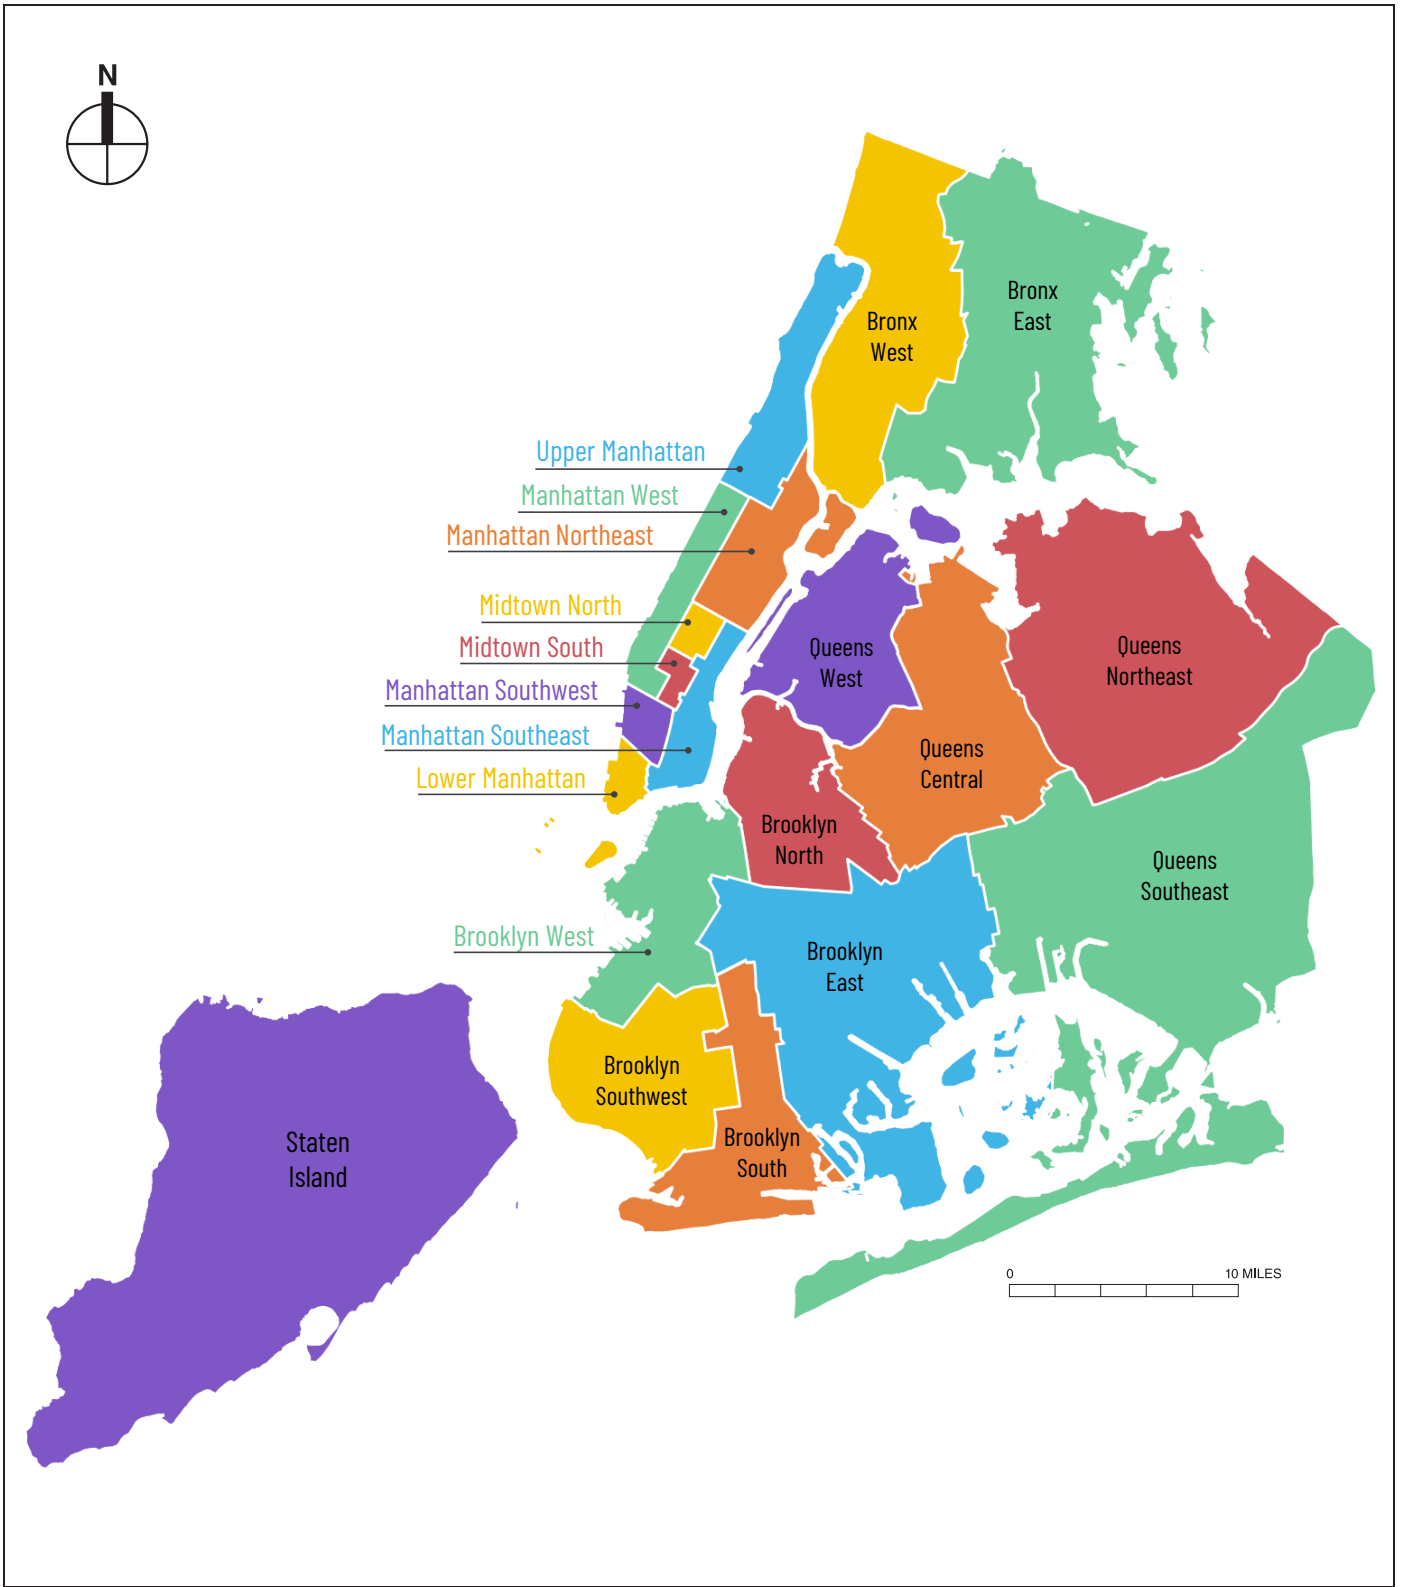 N
Bronx
East
Bronx
West
Upper Manhattan
Manhattan West
Manhattan Northeast
Midtown North
Midtown South
Manhattan Southwest
Manhattan Southeast
Lower Manhattan
Queens
West
Queens
Northeast
Queens
Central
Brooklyn
North
Queens
Southeast
Brooklyn West
Brooklyn
East
Brooklyn
Southwest
Brooklyn
South
Staten
Island
0 10 MILES